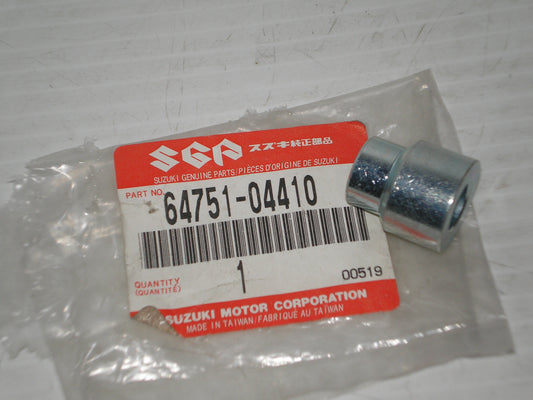 SGP スズキ純正部品
SUZUKI GENUINE PARTS/PIÈCES D'ORIGINE DE SUZUKI
PART NO. 64751-04410
QUANTITY
(QUANTITÉ) 1 00519
SUZUKI MOTOR CORPORATION
MADE IN TAIWAN/FABRIQUÉ AU TAIWAN